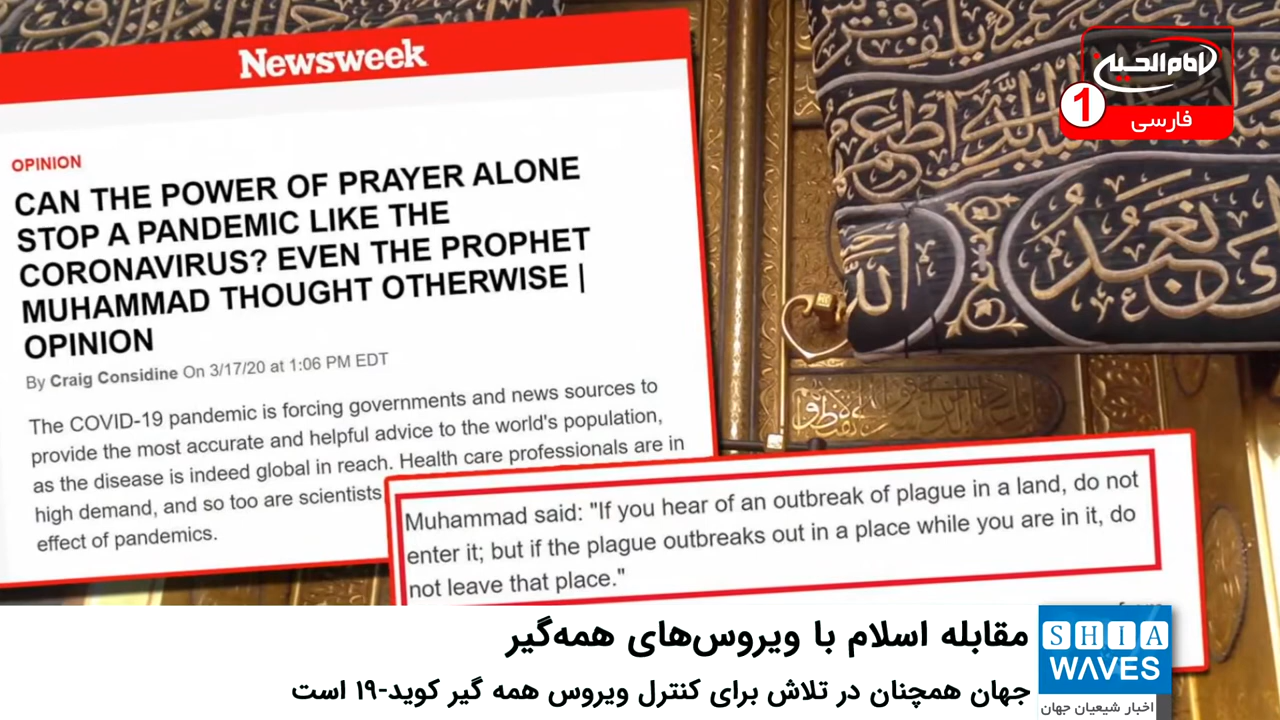 Newsweek
OPINION
CAN THE POWER OF PRAYER ALONE
STOP A PANDEMIC LIKE THE
CORONAVIRUS? EVEN THE PROPHET
MUHAMMAD THOUGHT OTHERWISE |
OPINION
By Craig Considine On 3/17/20 at 1:06 PM EDT
The COVID-19 pandemic is forcing governments and news sources to
provide the most accurate and helpful advice to the world's population,
as the disease is indeed global in reach. Health care professionals are in
high demand, and so too are scientists
effect of pandemics.
Muhammad said: "If you hear of an outbreak of plague in a land, do not
enter it; but if the plague outbreaks out in a place while you are in it, do
not leave that place."
امام الحسین
1
فارسی
نعبد
الله
مقابله اسلام با ویروس‌های همه‌گیر
جهان همچنان در تلاش برای کنترل ویروس همه گیر کوید-۱۹ است
SHIA
WAVES
اخبار شیعیان جهان